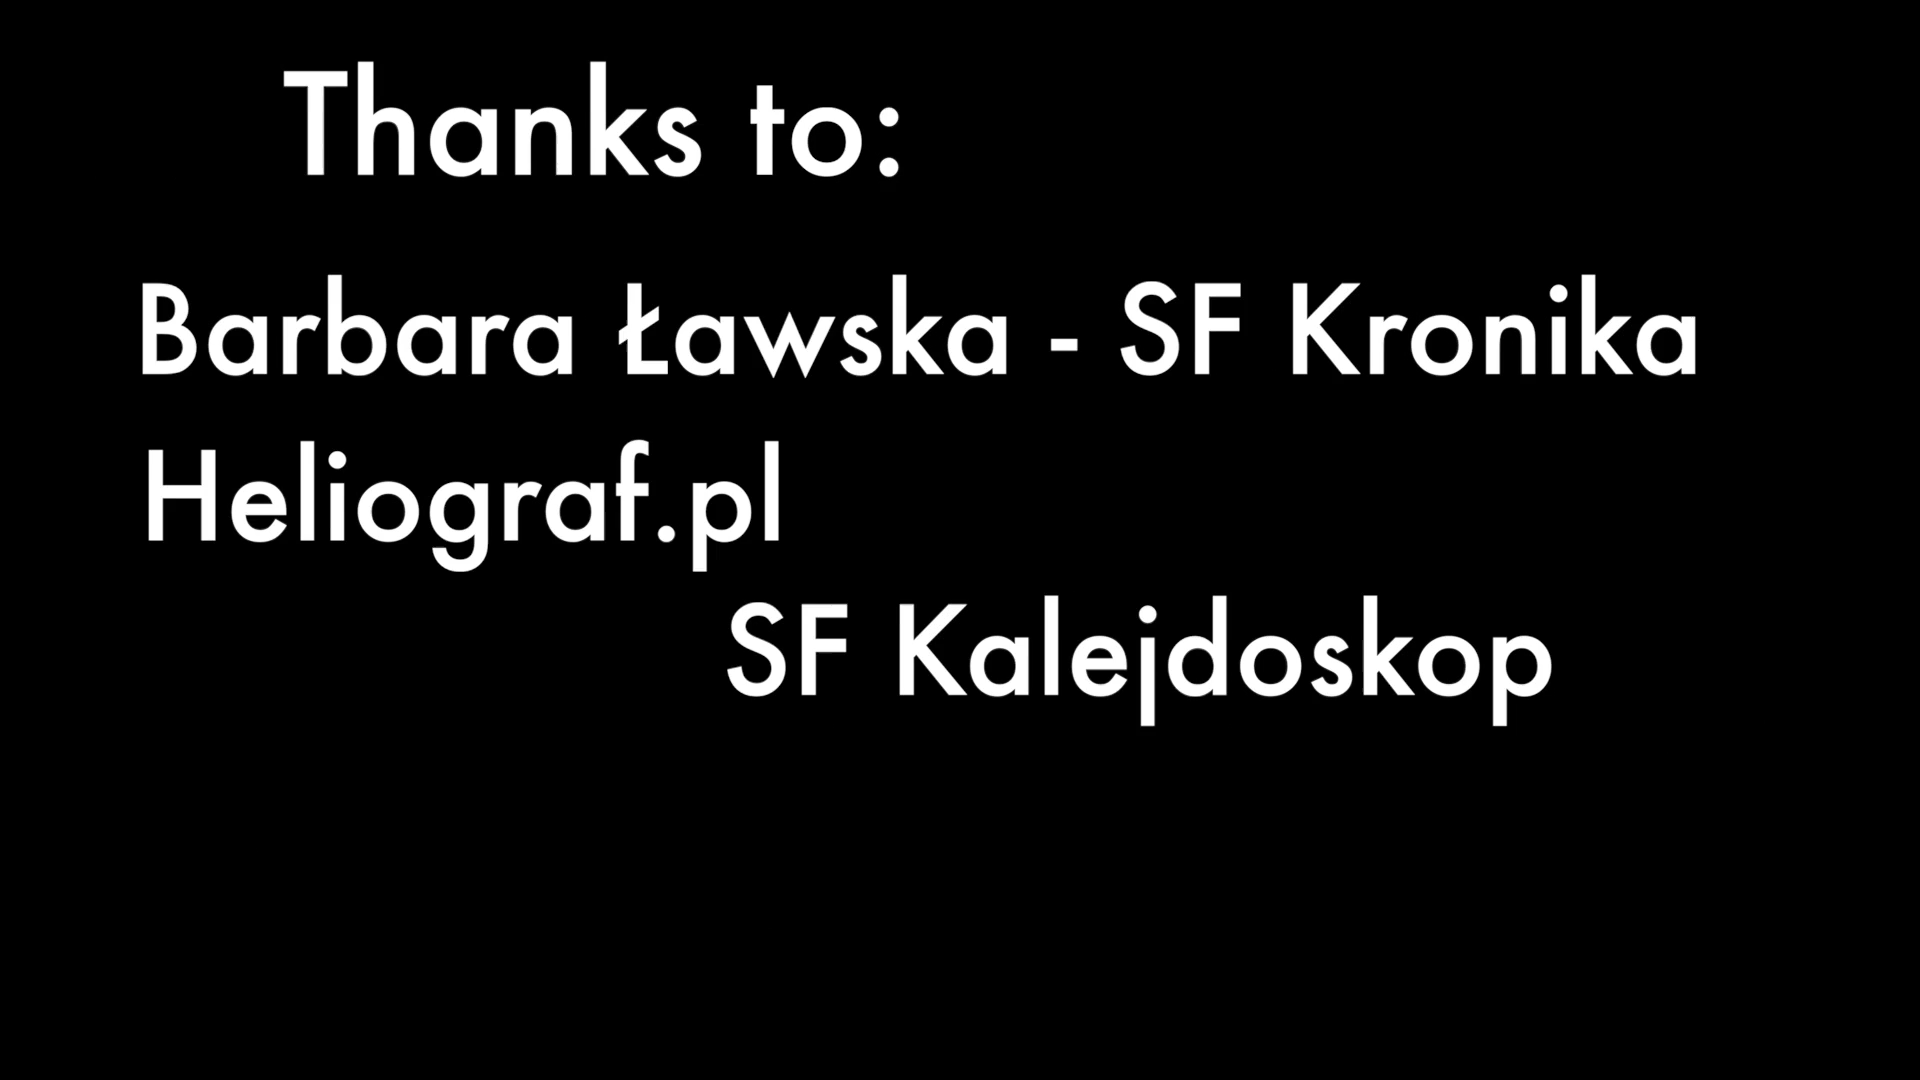 Thanks to:
Barbara Ławska - SF Kronika
Heliograf.pl
SF Kalejdoskop